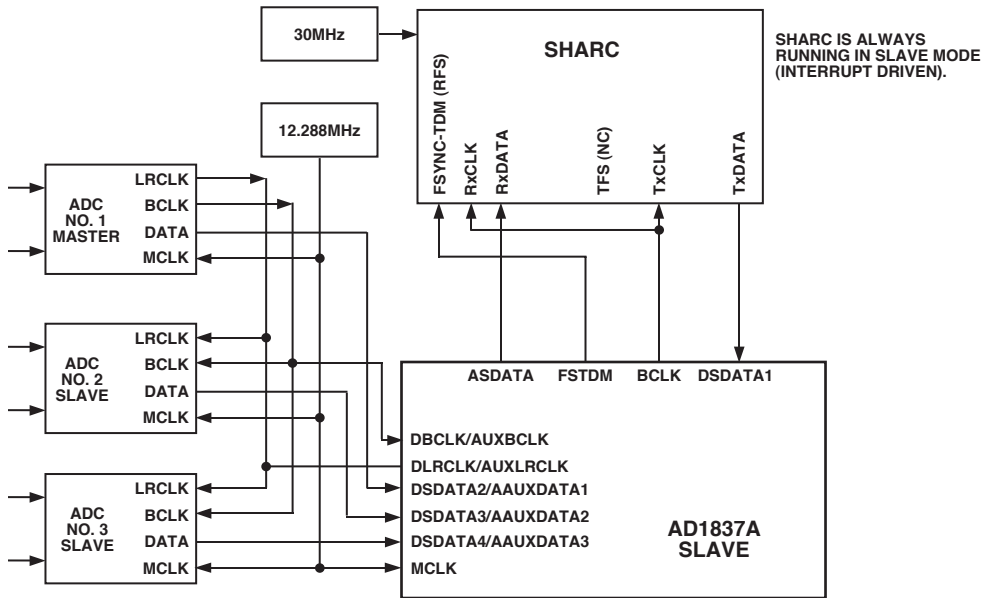 30MHz
SHARC
SHARC IS ALWAYS
RUNNING IN SLAVE MODE
(INTERRUPT DRIVEN).
12.288MHz
FSYNC-TDM (RFS)
RxCLK
RxDATA
TFS (NC)
TxCLK
TxDATA
ADC
NO. 1
MASTER
LRCLK
BCLK
DATA
MCLK
ADC
NO. 2
SLAVE
LRCLK
BCLK
DATA
MCLK
ADC
NO. 3
SLAVE
LRCLK
BCLK
DATA
MCLK
ASDATA
FSTDM
BCLK
DSDATA1
DBCLK/AUXBCLK
DLRCLK/AUXLRCLK
DSDATA2/AAUXDATA1
DSDATA3/AAUXDATA2
DSDATA4/AAUXDATA3
MCLK
AD1837A
SLAVE